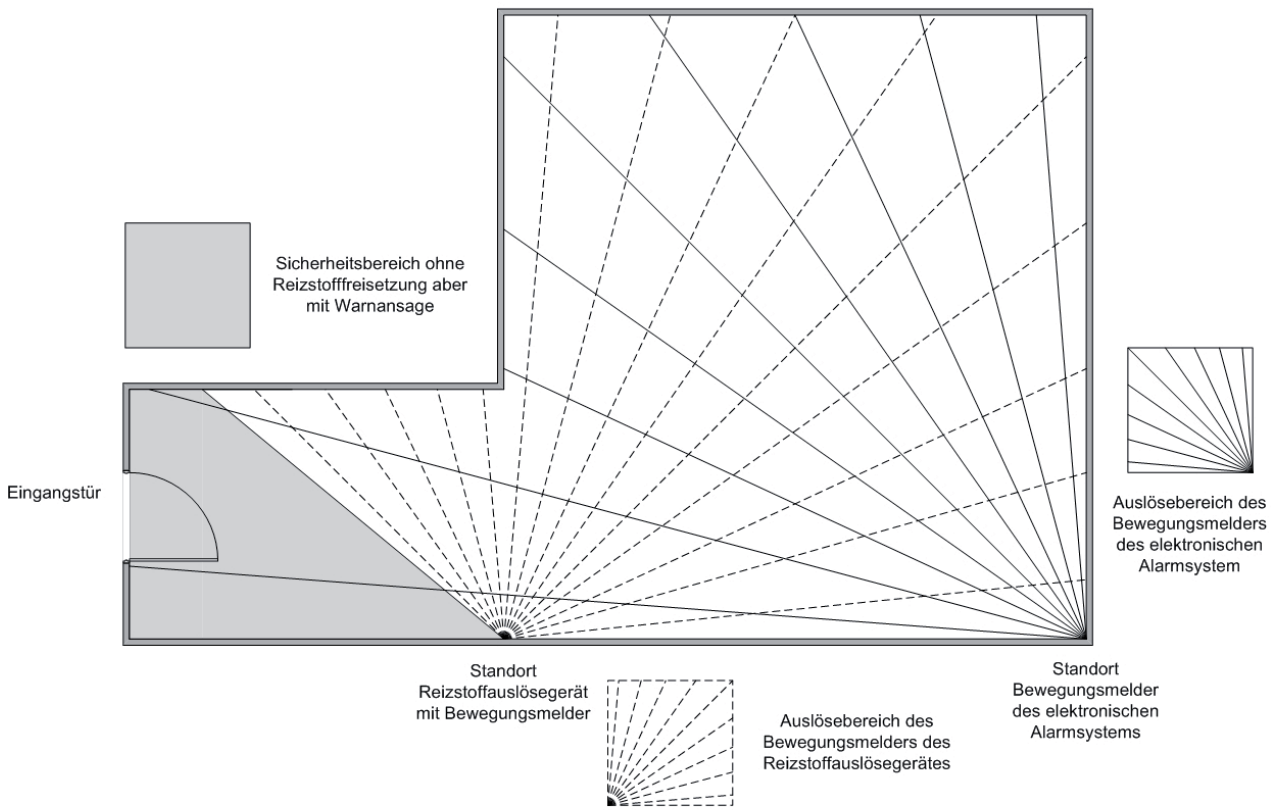 Sicherheitsbereich ohne
Reizstofffreisetzung aber
mit Warnansage
Eingangstür
Auslösebereich des
Bewegungsmelders
des elektronischen
Alarmsystem
Standort
Reizstoffauslösegerät
mit Bewegungsmelder
Auslösebereich des
Bewegungsmelders des
Reizstoffauslösegerätes
Standort
Bewegungsmelder
des elektronischen
Alarmsystems